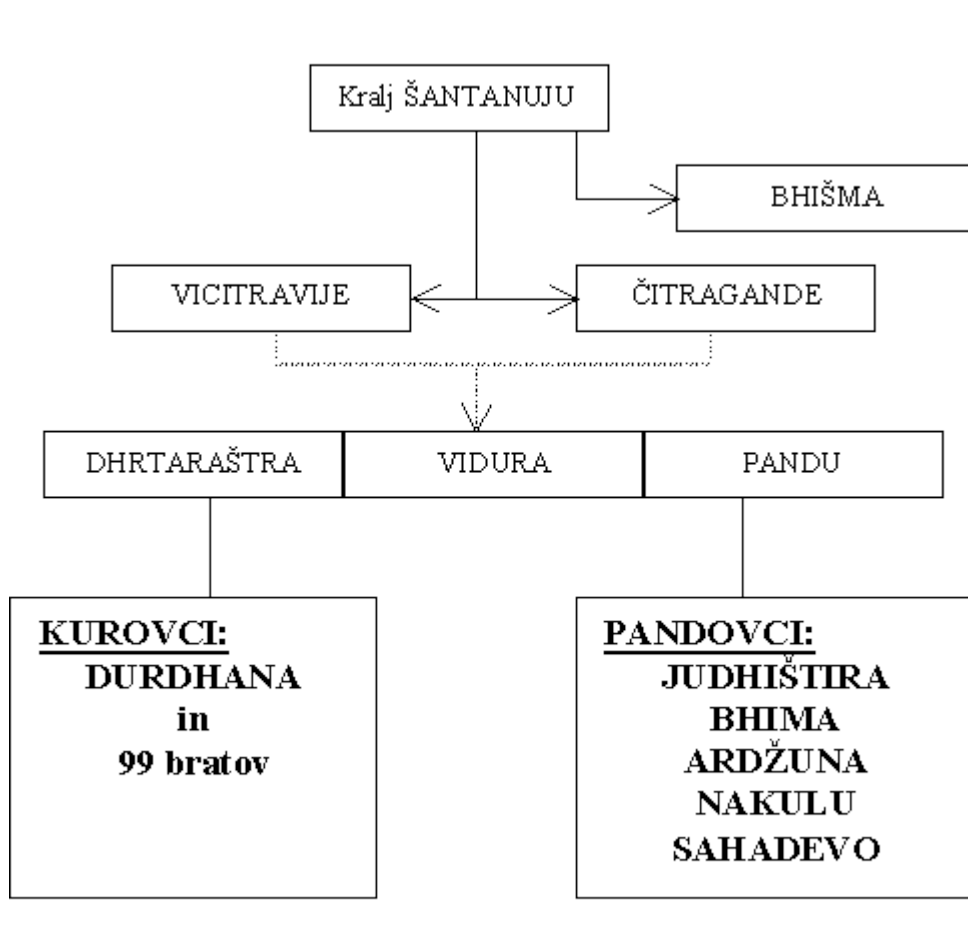 Kralj ŠANTANUJU
BHIŠMA
VICITRAVIJE
ČITRAGANDE
DHRTARAŠTRA
VIDURA
PANDU
KUROVCI:
DURDHANA
in
99 bratov
PANDOVCI:
JUDHIŠTIRA
BHIMA
ARDŽUNA
NAKULU
SAHADEVO